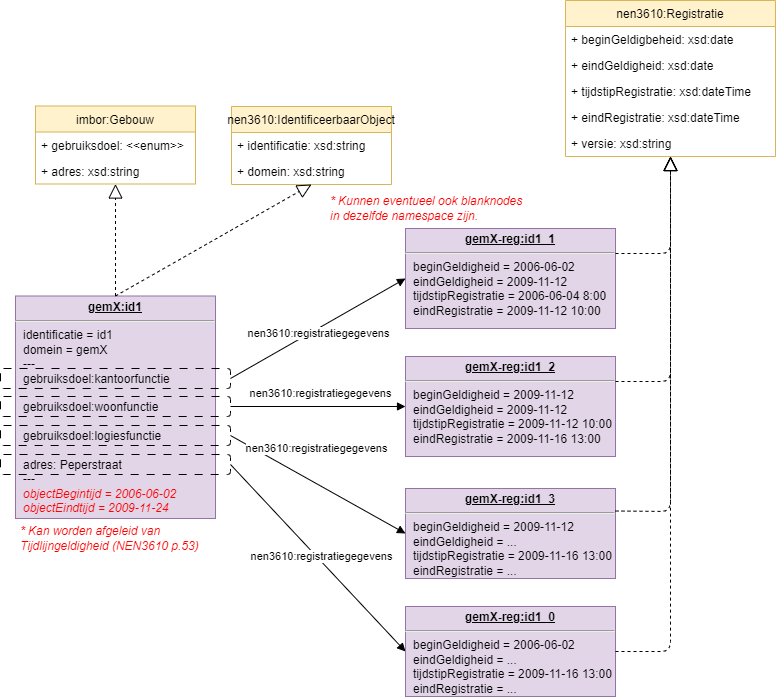 nen3610:Registratie
+ beginGeldigbeheid: xsd:date
+ eindGeldigheid: xsd:date
+ tijdstipRegistratie: xsd:dateTime
+ eindRegistratie: xsd:dateTime
+ versie: xsd:string
imbor:Gebouw
+ gebruiksdoel: <<enum>>
+ adres: xsd:string
nen3610:IdentificeerbaarObject
+ identificatie: xsd:string
+ domein: xsd:string
* Kunnen eventueel ook blanknodes
in dezelfde namespace zijn.
gemX:id1
identificatie = id1
domein = gemX
---
gebruiksdoel:kantoorfunctie
gebruiksdoel:woonfunctie
gebruiksdoel:logiesfunctie
adres: Peperstraat
---
objectBegintijd = 2006-06-02
objectEindtijd = 2009-11-24
* Kan worden afgeleid van
Tijdlijngeldigheid (NEN3610 p.53)
nen3610:registratiegegevens
nen3610:registratiegegevens
nen3610:registratiegegevens
nen3610:registratiegegevens
gemX-reg:id1_1
beginGeldigheid = 2006-06-02
eindGeldigheid = 2009-11-12
tijdstipRegistratie = 2006-06-04 8:00
eindRegistratie = 2009-11-12 10:00
gemX-reg:id1_2
beginGeldigheid = 2009-11-12
eindGeldigheid = 2009-11-12
tijdstipRegistratie = 2009-11-12 10:00
eindRegistratie = 2009-11-16 13:00
gemX-reg:id1_3
beginGeldigheid = 2009-11-12
eindGeldigheid = ...
tijdstipRegistratie = 2009-11-16 13:00
eindRegistratie = ...
gemX-reg:id1_0
beginGeldigheid = 2006-06-02
eindGeldigheid = ...
tijdstipRegistratie = 2009-11-16 13:00
eindRegistratie = ...